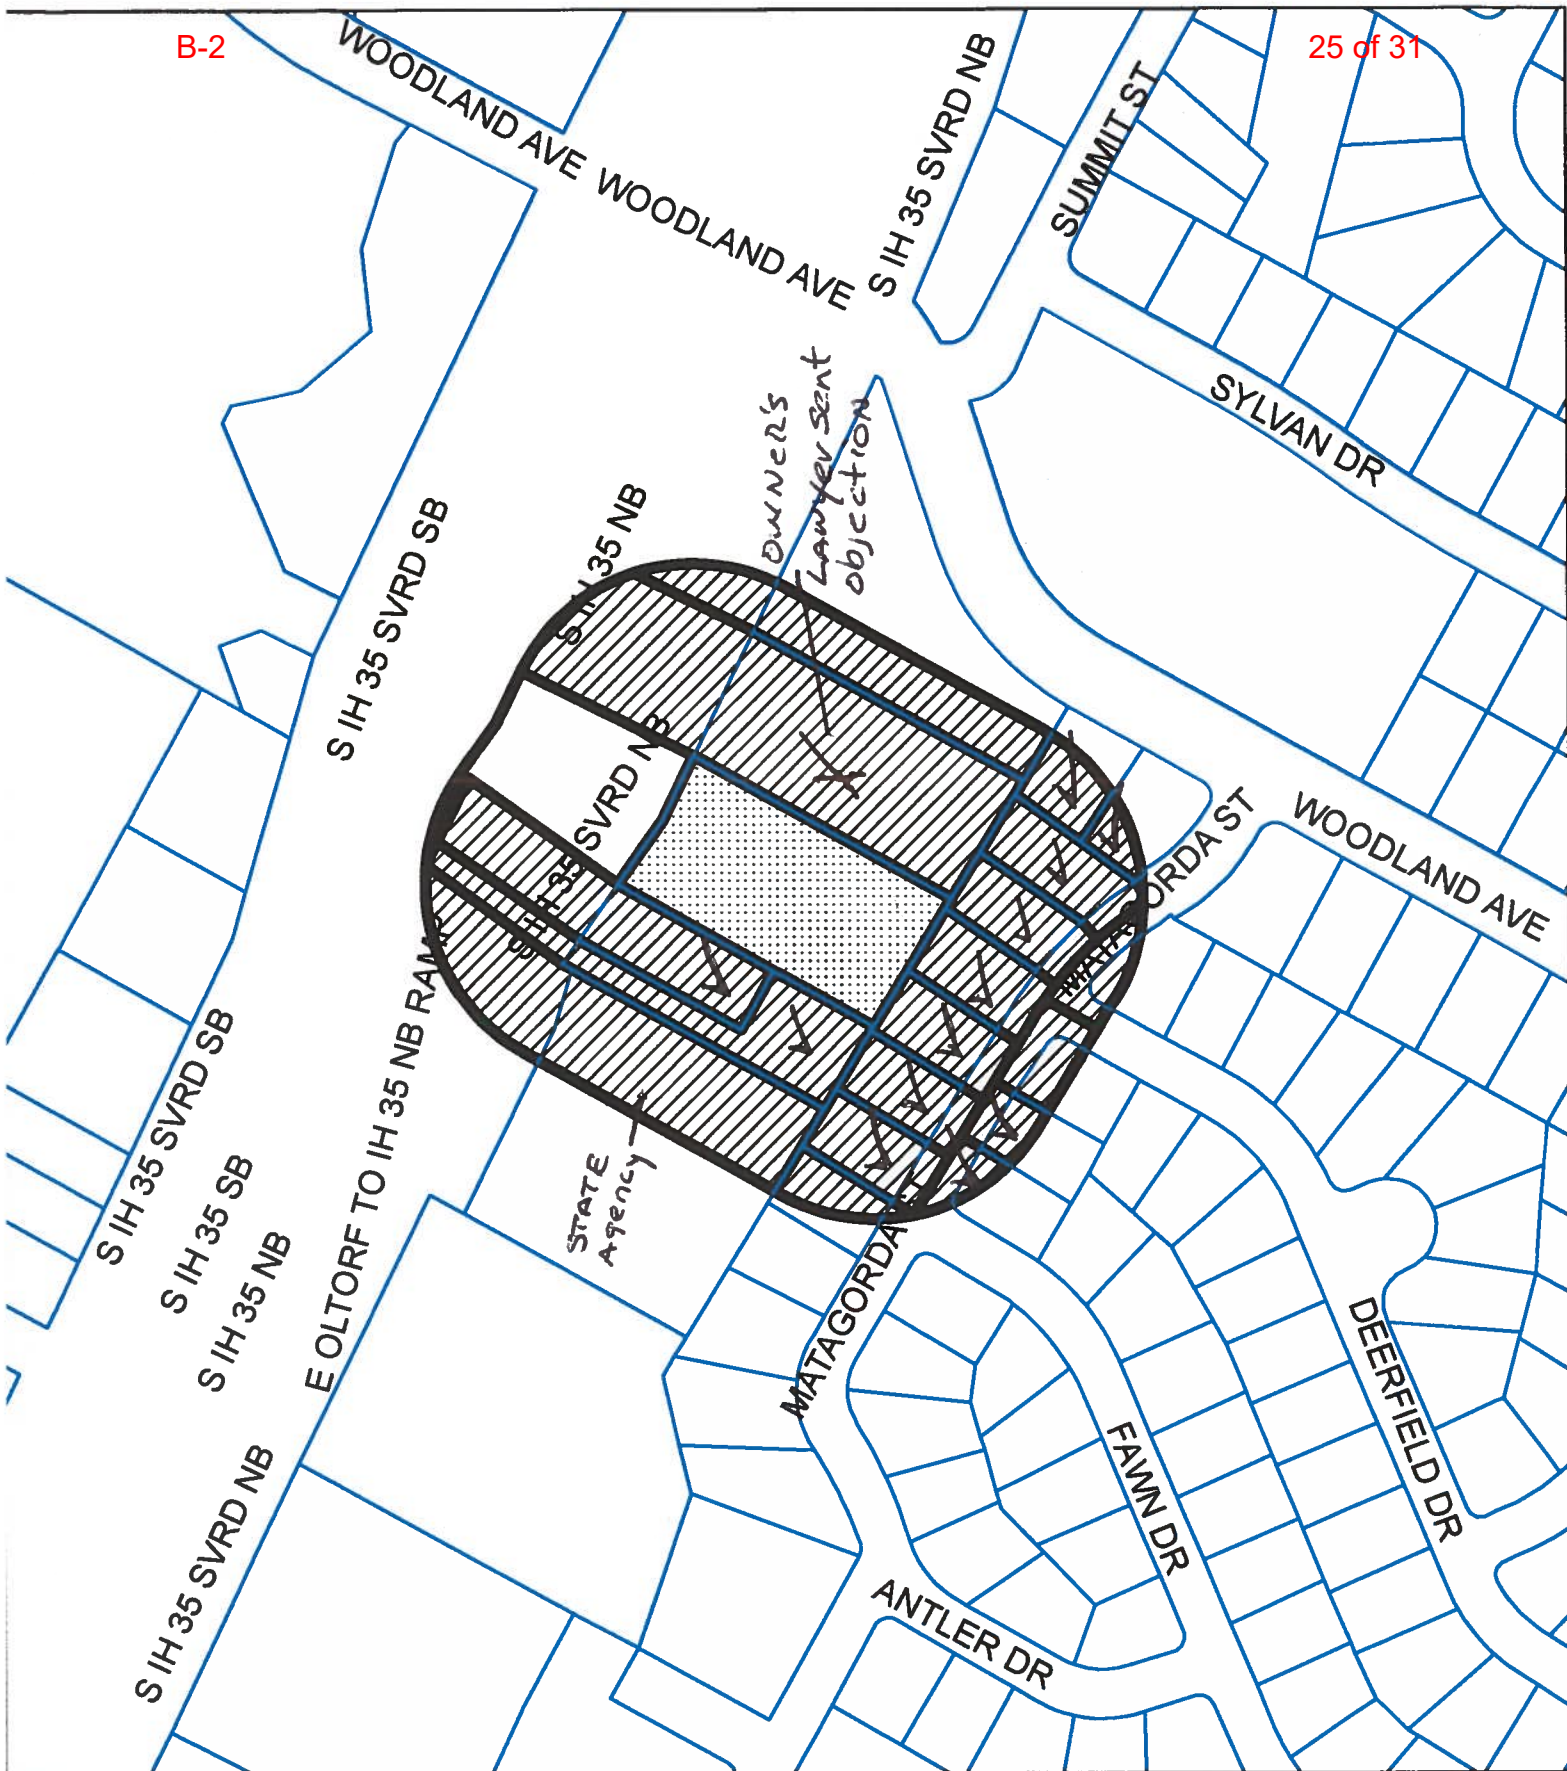 B-2
25 of 31
WOODLAND AVE
WOODLAND AVE
S IH 35 SVRD NB
SUMMIT ST
SYLVAN DR
OWNER'S
LAWyer sent
objection
S IH 35 NB
S IH 35 SVRD SB
S IH 35 SVRD NB
MATAGORDA ST
WOODLAND AVE
E OLTORF TO IH 35 NB RAMP
S IH 35 SVRD SB
S IH 35 SB
S IH 35 NB
STATE
Agency
MATAGORDA
DEERFIELD DR
FAWN DR
S IH 35 SVRD NB
ANTLER DR